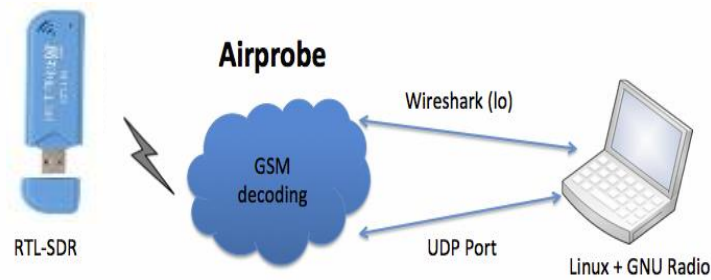 Airprobe
Wireshark (lo)
GSM
decoding
RTL-SDR
UDP Port
Linux + GNU Radio